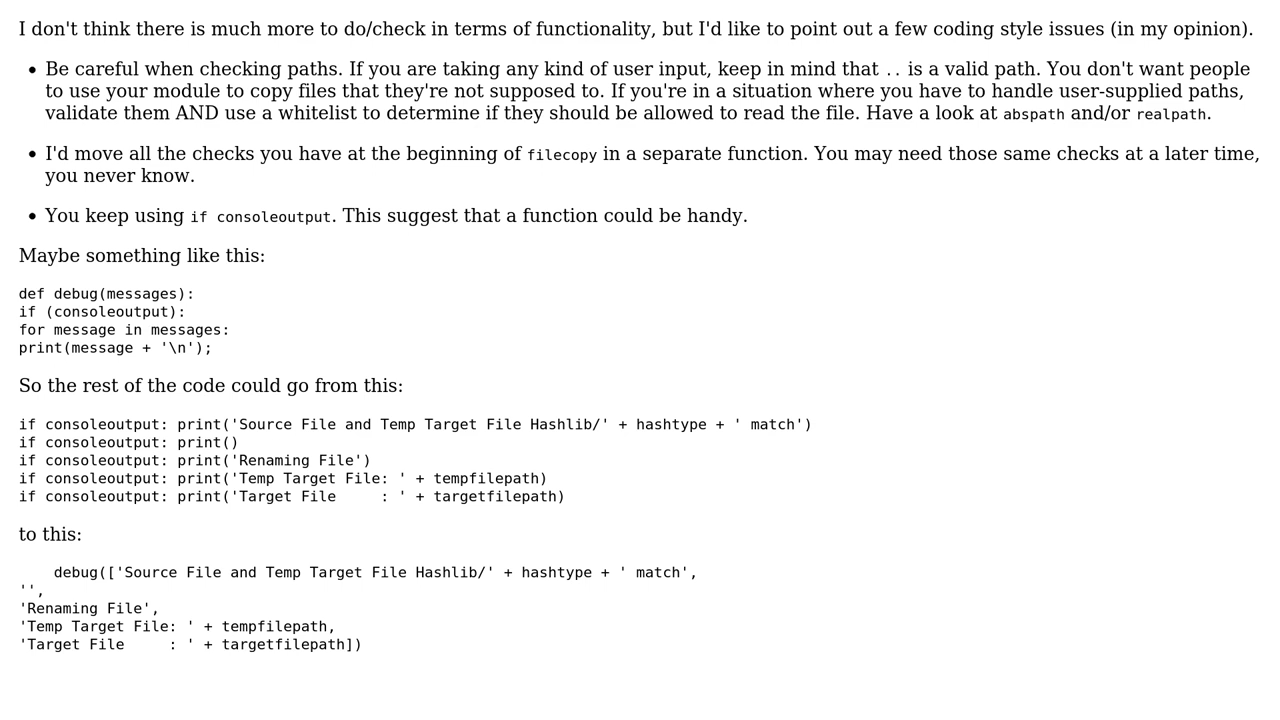 I don't think there is much more to do/check in terms of functionality, but I'd like to point out a few coding style issues (in my opinion).
• Be careful when checking paths. If you are taking any kind of user input, keep in mind that .. is a valid path. You don't want people
to use your module to copy files that they're not supposed to. If you're in a situation where you have to handle user-supplied paths,
validate them AND use a whitelist to determine if they should be allowed to read the file. Have a look at abspath and/or realpath.
• I'd move all the checks you have at the beginning of filecopy in a separate function. You may need those same checks at a later time,
you never know.
• You keep using if consoleoutput. This suggest that a function could be handy.
Maybe something like this:
def debug(messages):
if (consoleoutput):
for message in messages:
print(message + '\n');
So the rest of the code could go from this:
if consoleoutput: print('Source File and Temp Target File Hashlib/' + hashtype + ' match')
if consoleoutput: print()
if consoleoutput: print('Renaming File')
if consoleoutput: print('Temp Target File: ' + tempfilepath)
if consoleoutput: print('Target File     : ' + targetfilepath)
to this:
    debug(['Source File and Temp Target File Hashlib/' + hashtype + ' match',
'',
'Renaming File',
'Temp Target File: ' + tempfilepath,
'Target File     : ' + targetfilepath])